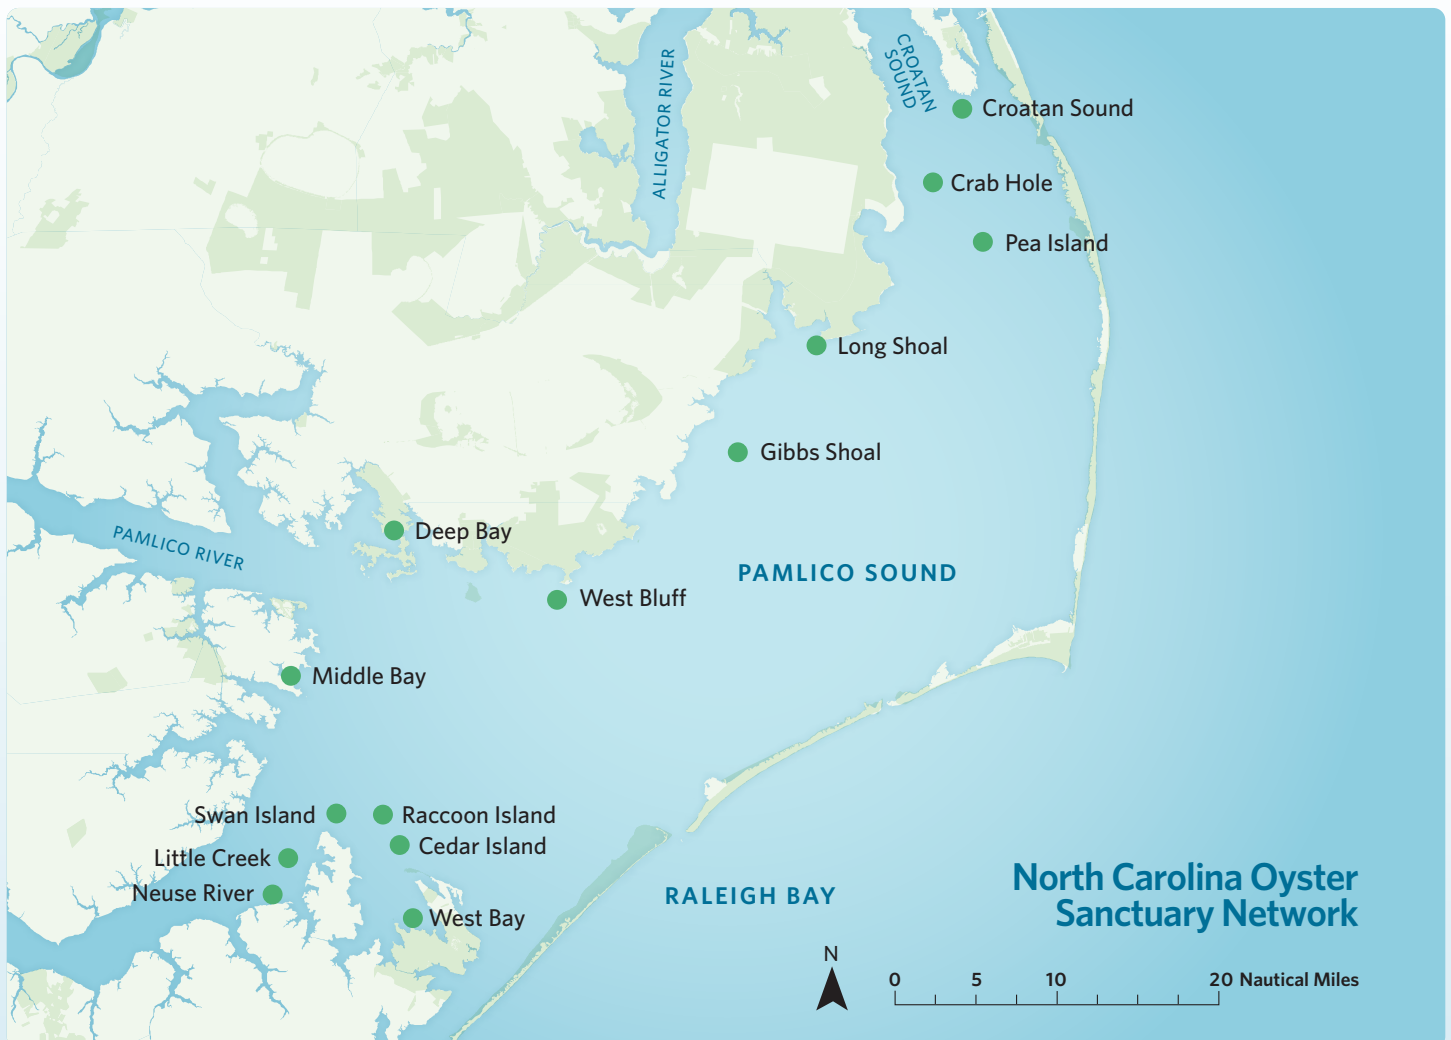 CROATAN
SOUND
ALLIGATOR RIVER
Croatan Sound
Crab Hole
Pea Island
Long Shoal
Gibbs Shoal
Deep Bay
PAMLICO RIVER
PAMLICO SOUND
West Bluff
Middle Bay
Swan Island
Raccoon Island
Cedar Island
Little Creek
Neuse River
West Bay
RALEIGH BAY
North Carolina Oyster
Sanctuary Network
N
0 5 10 20 Nautical Miles